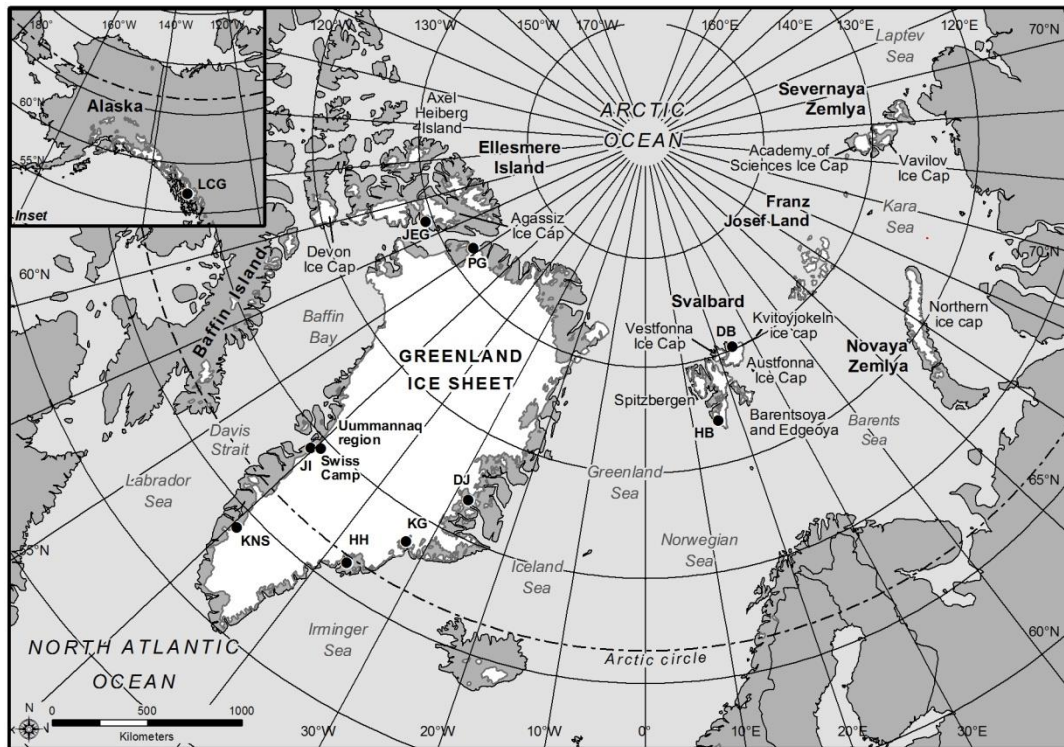 180°
160°W
140°W
120°W
60°N
55°N
Alaska
LCG
Inset
120°W
130°W
150°W
170°W
160°E
150°E
130°E
120°E
70°N
65°N
60°N
Laptev
Sea
ARCTIC
OCEAN
Severnaya
Zemlya
Academy of
Sciences Ice Cap
Vavilov
Ice Cap
Axel
Heiberg
Island
Ellesmere
Island
Franz
Josef Land
Kara
Sea
Devon
Ice Cap
JEG
Agassiz
Ice Cap
PG
60°N
Baffin Island
Baffin
Bay
Svalbard
Vestfonna
Ice Cap
DB
Kvitoyjokeln
ice cap
Northern
ice cap
Novaya
Zemlya
GREENLAND
ICE SHEET
Austfonna
Ice Cap
Spitzbergen
HB
Barentsoya
and Edgeoya
Barents
Sea
Davis
Strait
Uummannaq
region
JI
Swiss
Camp
Labrador
Sea
Greenland
Sea
DJ
KNS
HH
KG
Iceland
Sea
Norwegian
Sea
Irminger
Sea
Arctic circle
NORTH ATLANTIC
OCEAN
N
0
500
1000
Kilometers
30°W
20°W
10°W
0°
10°E
20°E
30°E